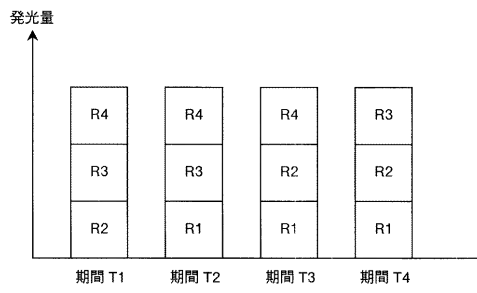 発光量
R4 R4 R4 R3
R3 R3 R2 R2
R2 R1 R1 R1
期間 T1 期間 T2 期間 T3 期間 T4